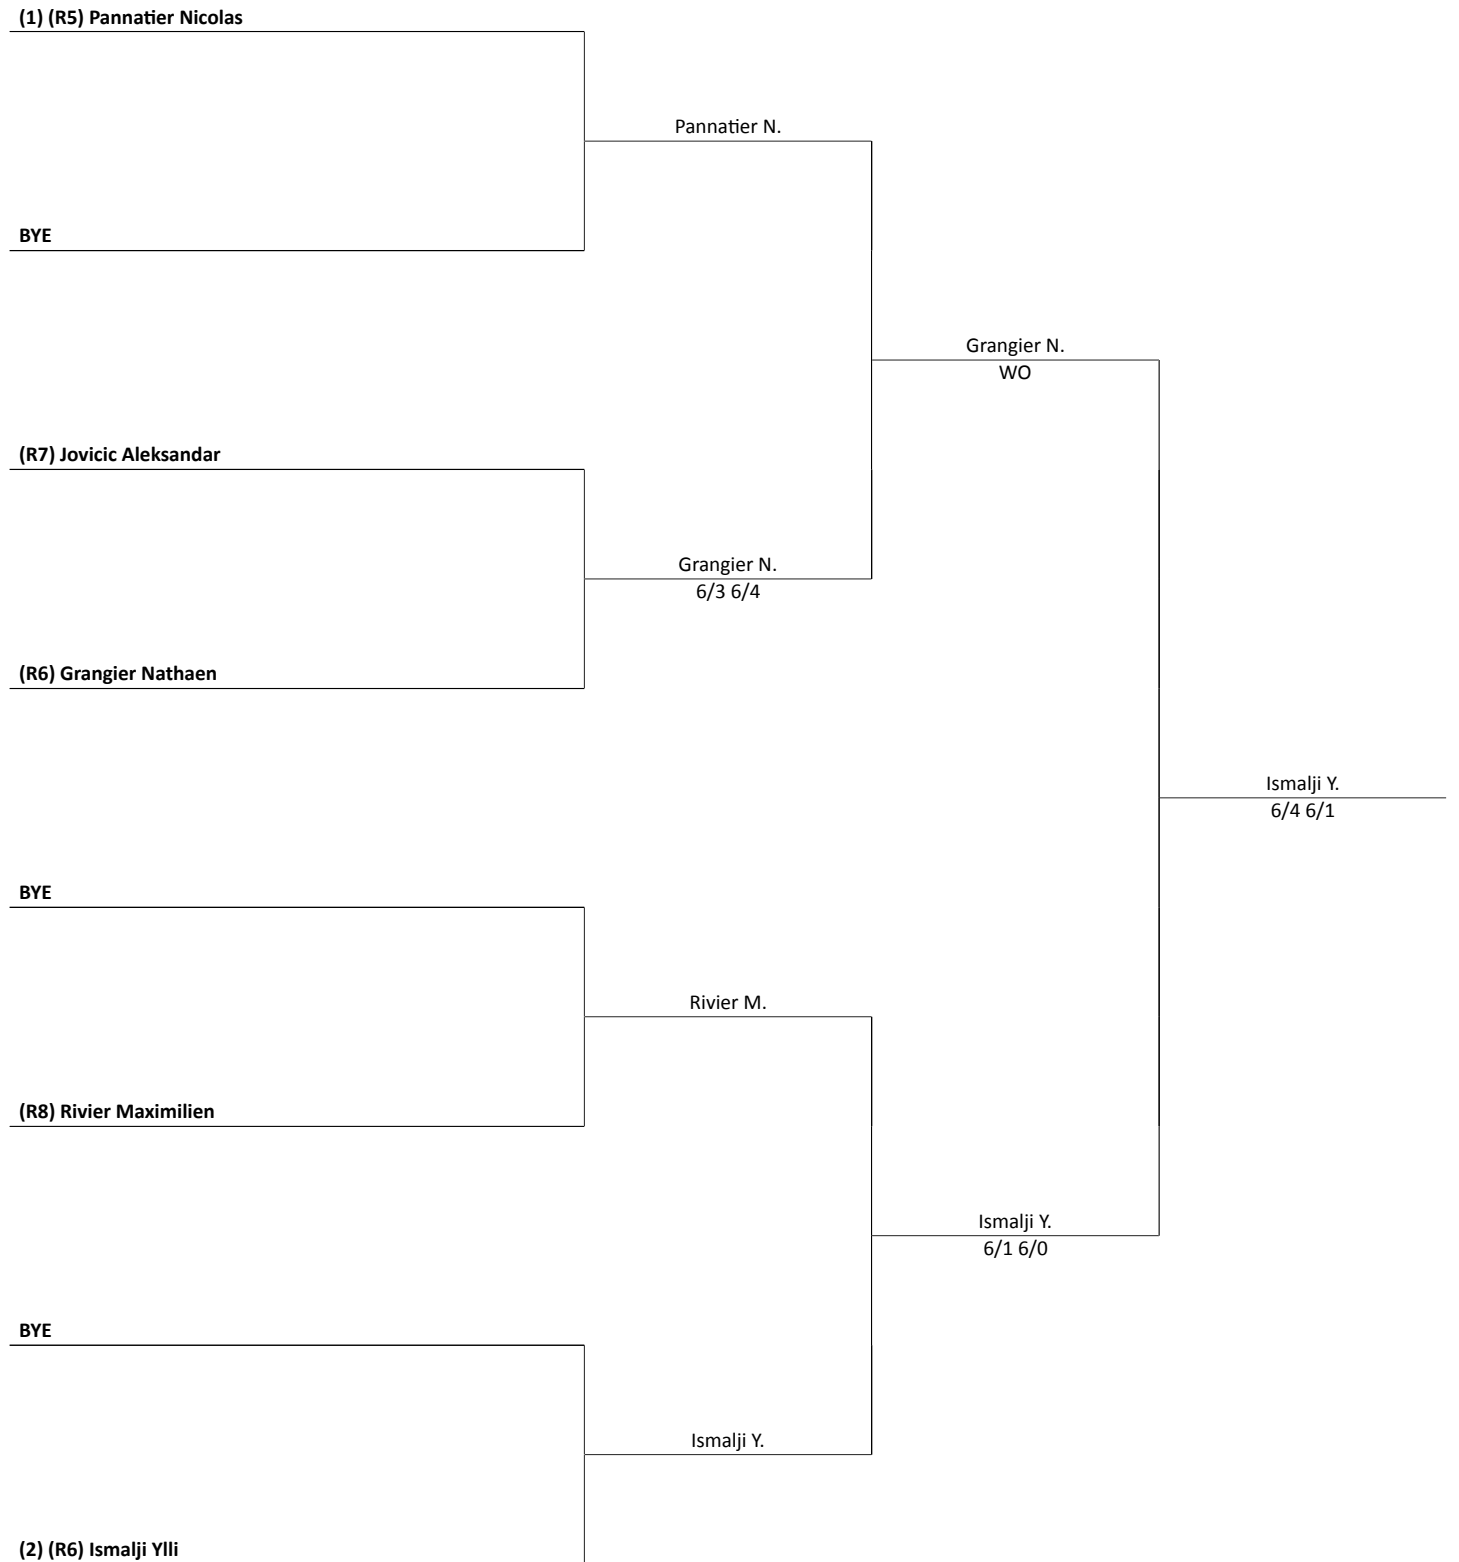 (1) (R5) Pannatier Nicolas
Pannatier N.
BYE
Grangier N.
WO
(R7) Jovicic Aleksandar
Grangier N.
6/3 6/4
(R6) Grangier Nathaen
Ismalji Y.
6/4 6/1
BYE
Rivier M.
(R8) Rivier Maximilien
Ismalji Y.
6/1 6/0
BYE
Ismalji Y.
(2) (R6) Ismalji Ylli